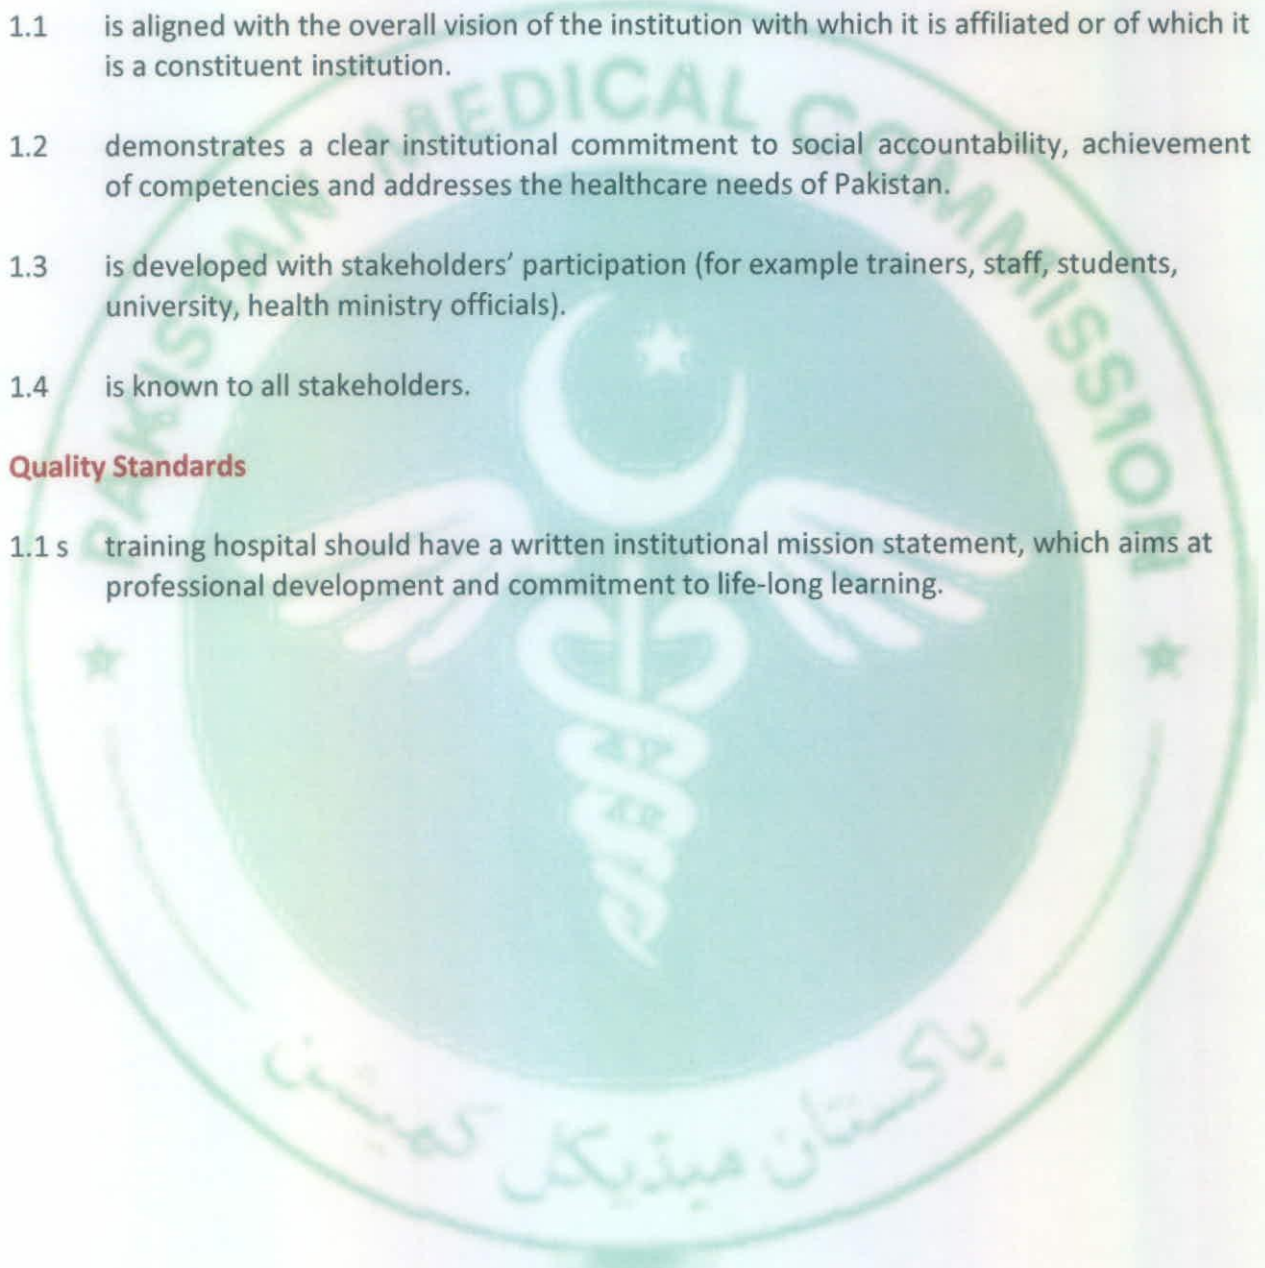 1.1 is aligned with the overall vision of the institution with which it is affiliated or of which it
is a constituent institution.
1.2 demonstrates a clear institutional commitment to social accountability, achievement
of competencies and addresses the healthcare needs of Pakistan.
1.3 is developed with stakeholders’ participation (for example trainers, staff, students,
university, health ministry officials).
1.4 is known to all stakeholders.
Quality Standards
1.1 s training hospital should have a written institutional mission statement, which aims at
professional development and commitment to life-long learning.
PAKISTAN MEDICAL COMMISSION
پاکستان میڈیکل کمیشن